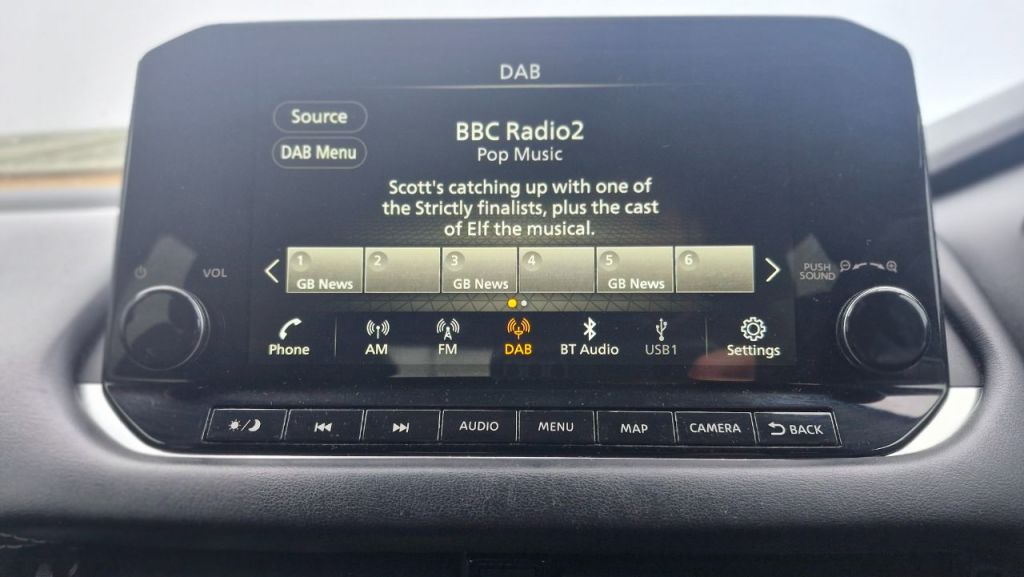 DAB
Source
DAB Menu
BBC Radio2
Pop Music
Scott's catching up with one of
the Strictly finalists, plus the cast
of Elf the musical.
1 2 3 4 5 6
GB News GB News GB News
VOL
PUSH
SOUND
Phone AM FM DAB BT Audio USB1 Settings
AUDIO MENU MAP CAMERA BACK